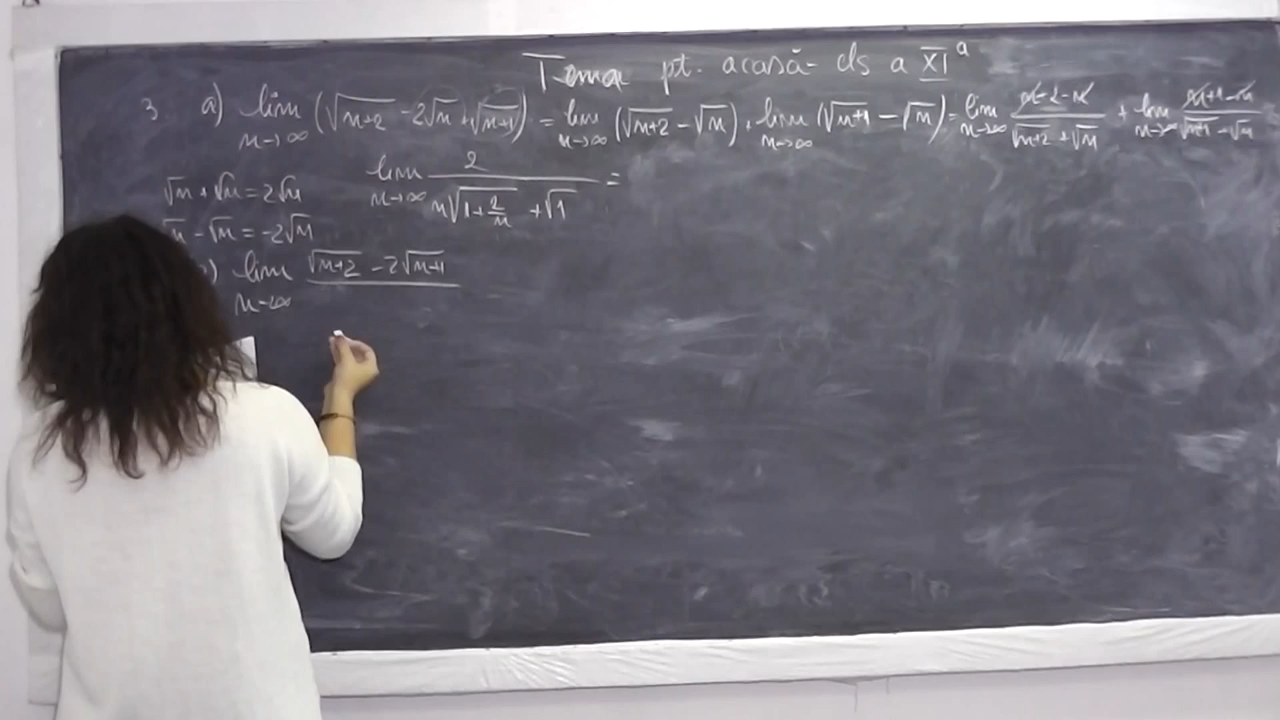 Tema pt. acasă- cls a XI^a
3. a) lim n→∞ (√(n+2) - 2√n + √(n+1)) = lim n→∞ (√(n+2) - √n) + lim n→∞ (√(n+1) - √n) = lim n→∞ (n+2-n)/(√(n+2) + √n) + lim n→∞ (n+1-n)/(√(n+1) - √n)
lim n→∞ 2/(n√(1+2/n) + √1) =
√n + √n = 2√n
√n - √n = -2√n
) lim n→∞ √(n+2) - 2√(n+1)